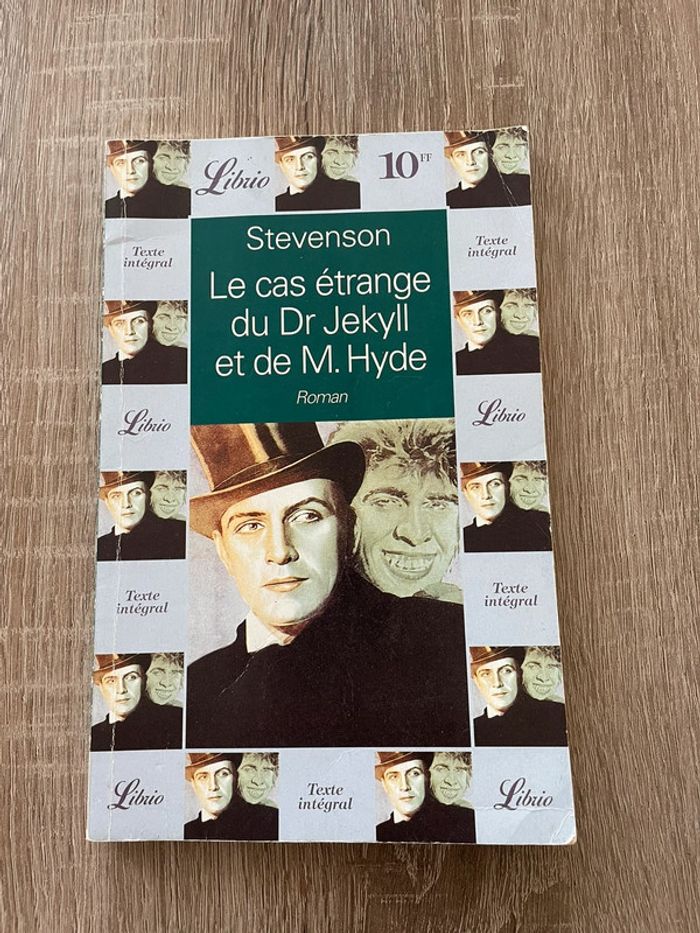 Librio
10FF
Stevenson
Le cas étrange
du Dr Jekyll
et de M. Hyde
Roman
Texte
intégral
Texte
intégral
Librio
Librio
Texte
intégral
Texte
intégral
Librio
Texte
intégral
Librio